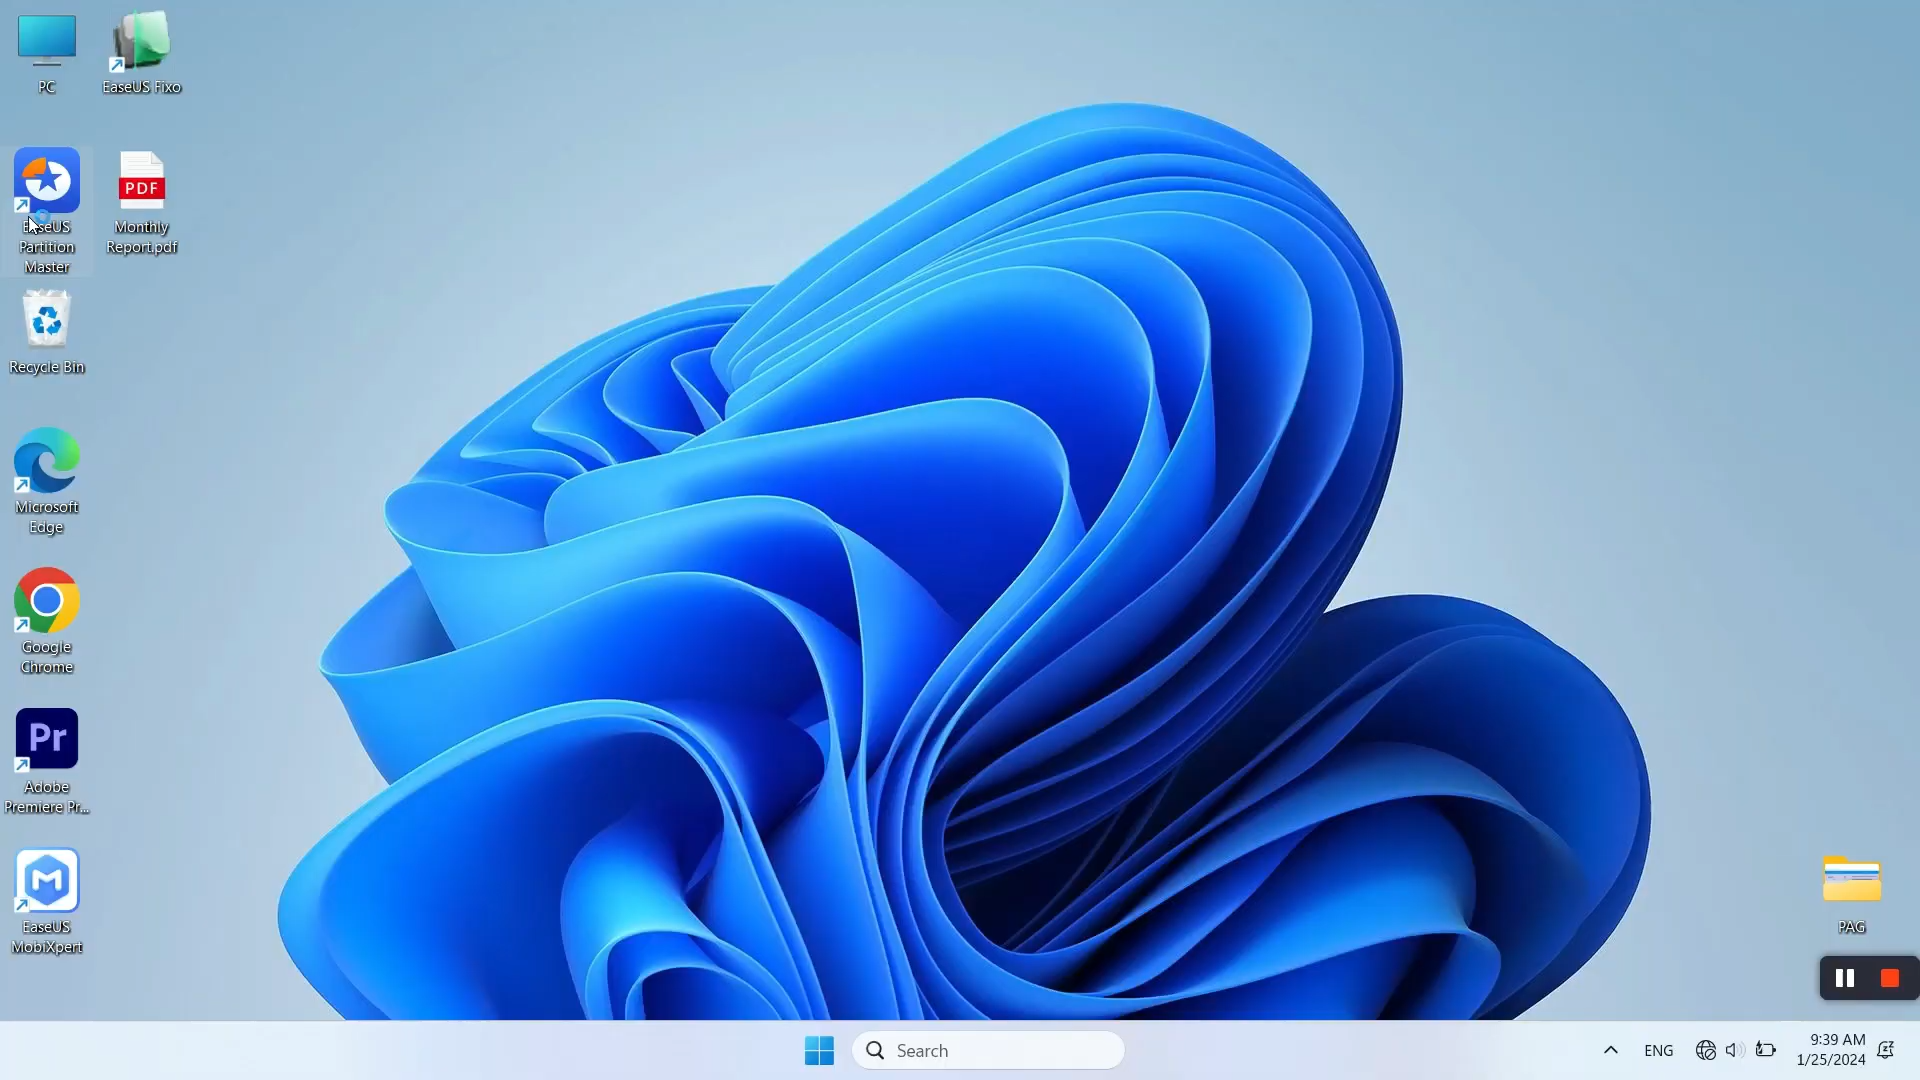 PC
EaseUS Fixo
EaseUS
Partition
Master
PDF
Monthly
Report.pdf
Recycle Bin
Microsoft
Edge
Google
Chrome
Pr
Adobe
Premiere Pr...
M
EaseUS
MobiXpert
PAG
Search
ENG
9:39 AM
1/25/2024